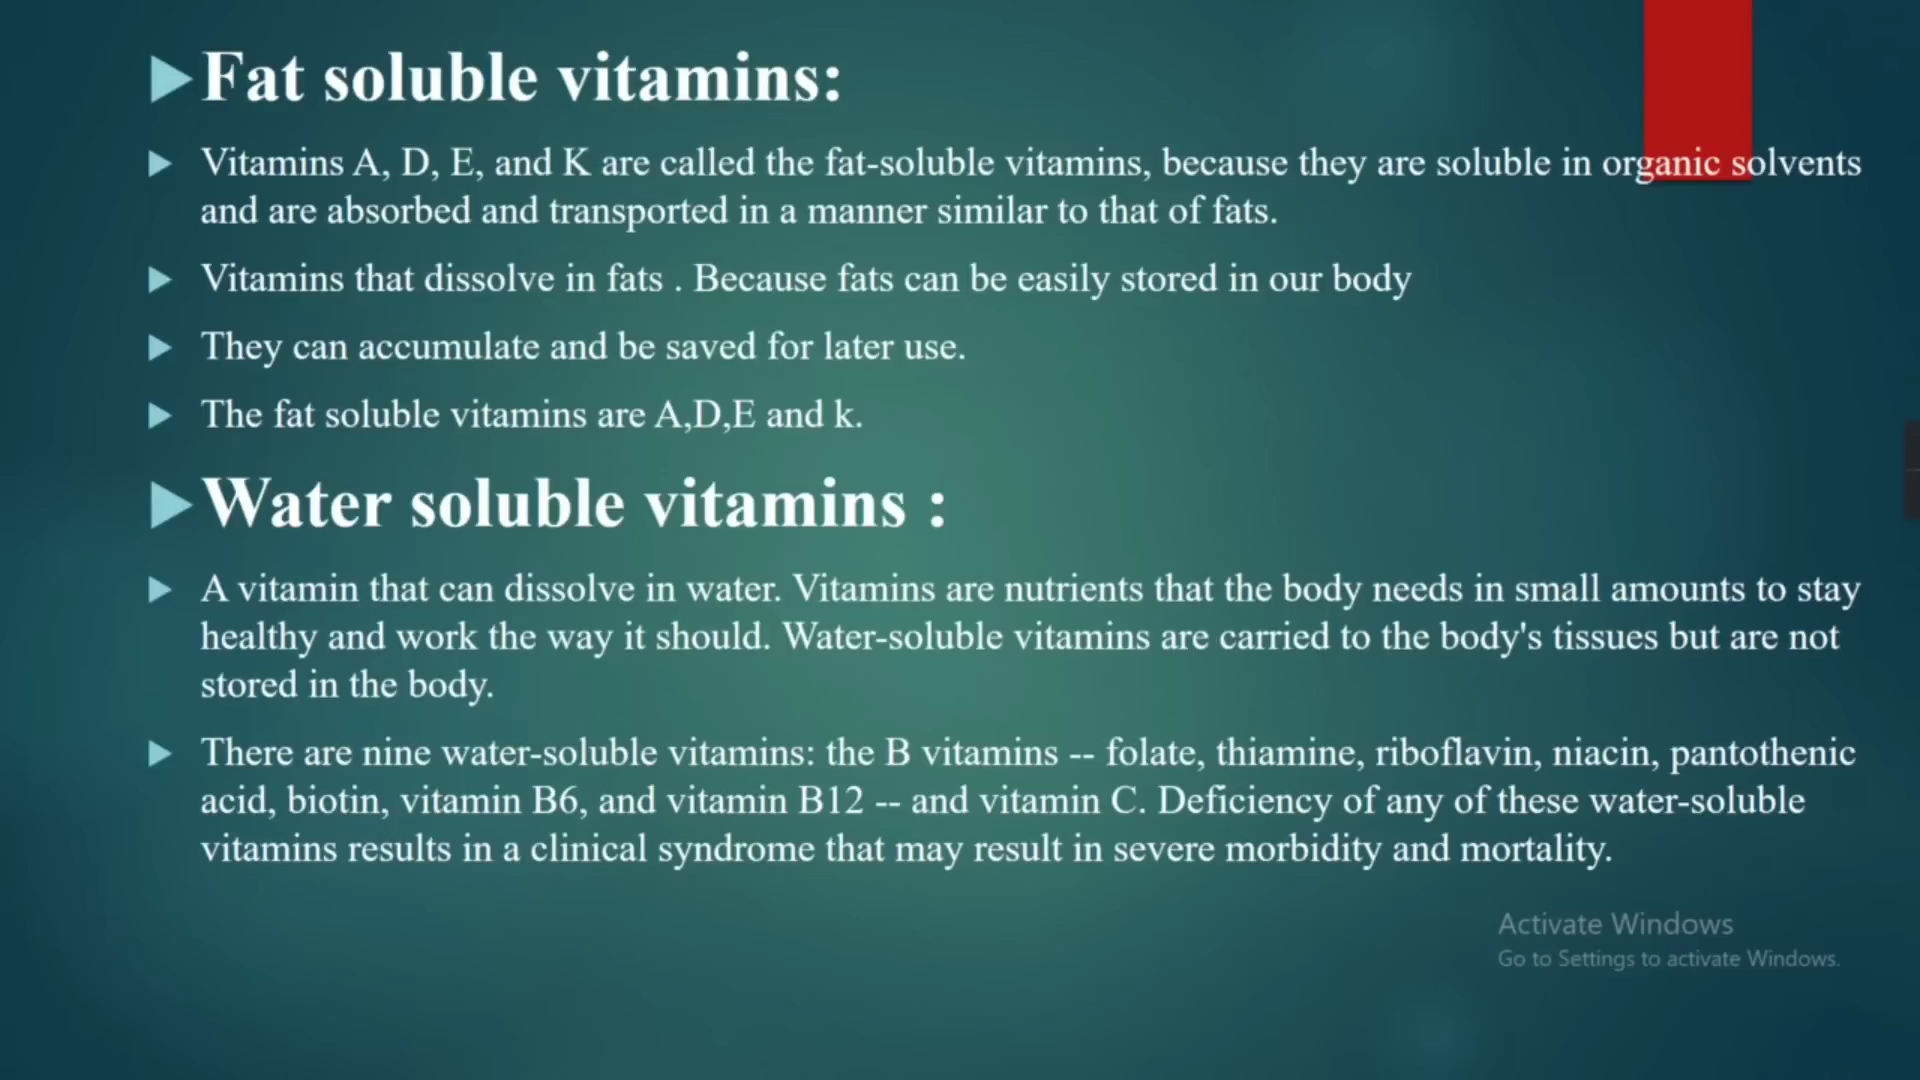 Fat soluble vitamins:
Vitamins A, D, E, and K are called the fat-soluble vitamins, because they are soluble in organic solvents
and are absorbed and transported in a manner similar to that of fats.
Vitamins that dissolve in fats . Because fats can be easily stored in our body
They can accumulate and be saved for later use.
The fat soluble vitamins are A,D,E and k.
Water soluble vitamins :
A vitamin that can dissolve in water. Vitamins are nutrients that the body needs in small amounts to stay
healthy and work the way it should. Water-soluble vitamins are carried to the body's tissues but are not
stored in the body.
There are nine water-soluble vitamins: the B vitamins -- folate, thiamine, riboflavin, niacin, pantothenic
acid, biotin, vitamin B6, and vitamin B12 -- and vitamin C. Deficiency of any of these water-soluble
vitamins results in a clinical syndrome that may result in severe morbidity and mortality.
Activate Windows
Go to Settings to activate Windows.